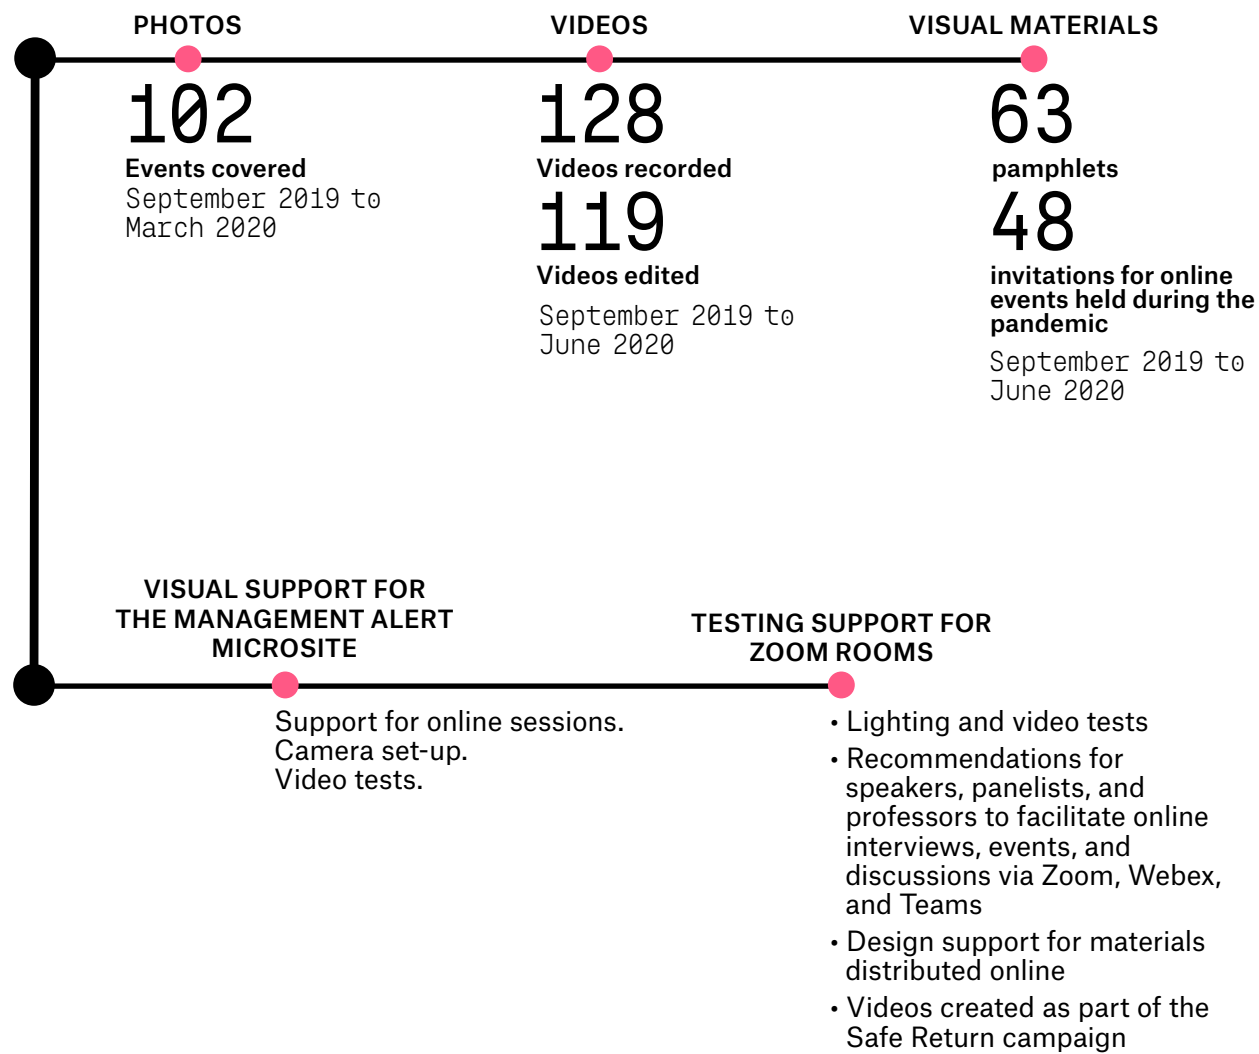 PHOTOS
102
Events covered
September 2019 to
March 2020
VIDEOS
128
Videos recorded
119
Videos edited
September 2019 to
June 2020
VISUAL MATERIALS
63
pamphlets
48
invitations for online
events held during the
pandemic
September 2019 to
June 2020
VISUAL SUPPORT FOR
THE MANAGEMENT ALERT
MICROSITE
Support for online sessions.
Camera set-up.
Video tests.
TESTING SUPPORT FOR
ZOOM ROOMS
• Lighting and video tests
• Recommendations for
speakers, panelists, and
professors to facilitate online
interviews, events, and
discussions via Zoom, Webex,
and Teams
• Design support for materials
distributed online
• Videos created as part of the
Safe Return campaign